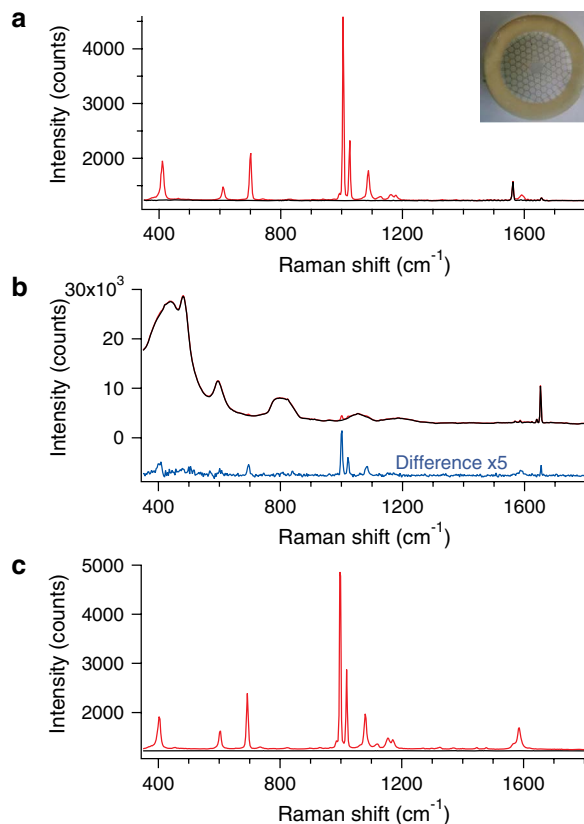 a
Intensity (counts)
4000
3000
2000
400 800 1200 1600
Raman shift (cm⁻¹)
b
Intensity (counts)
30x10³
20
10
0
Difference x5
400 800 1200 1600
Raman shift (cm⁻¹)
c
Intensity (counts)
5000
4000
3000
2000
400 800 1200 1600
Raman shift (cm⁻¹)